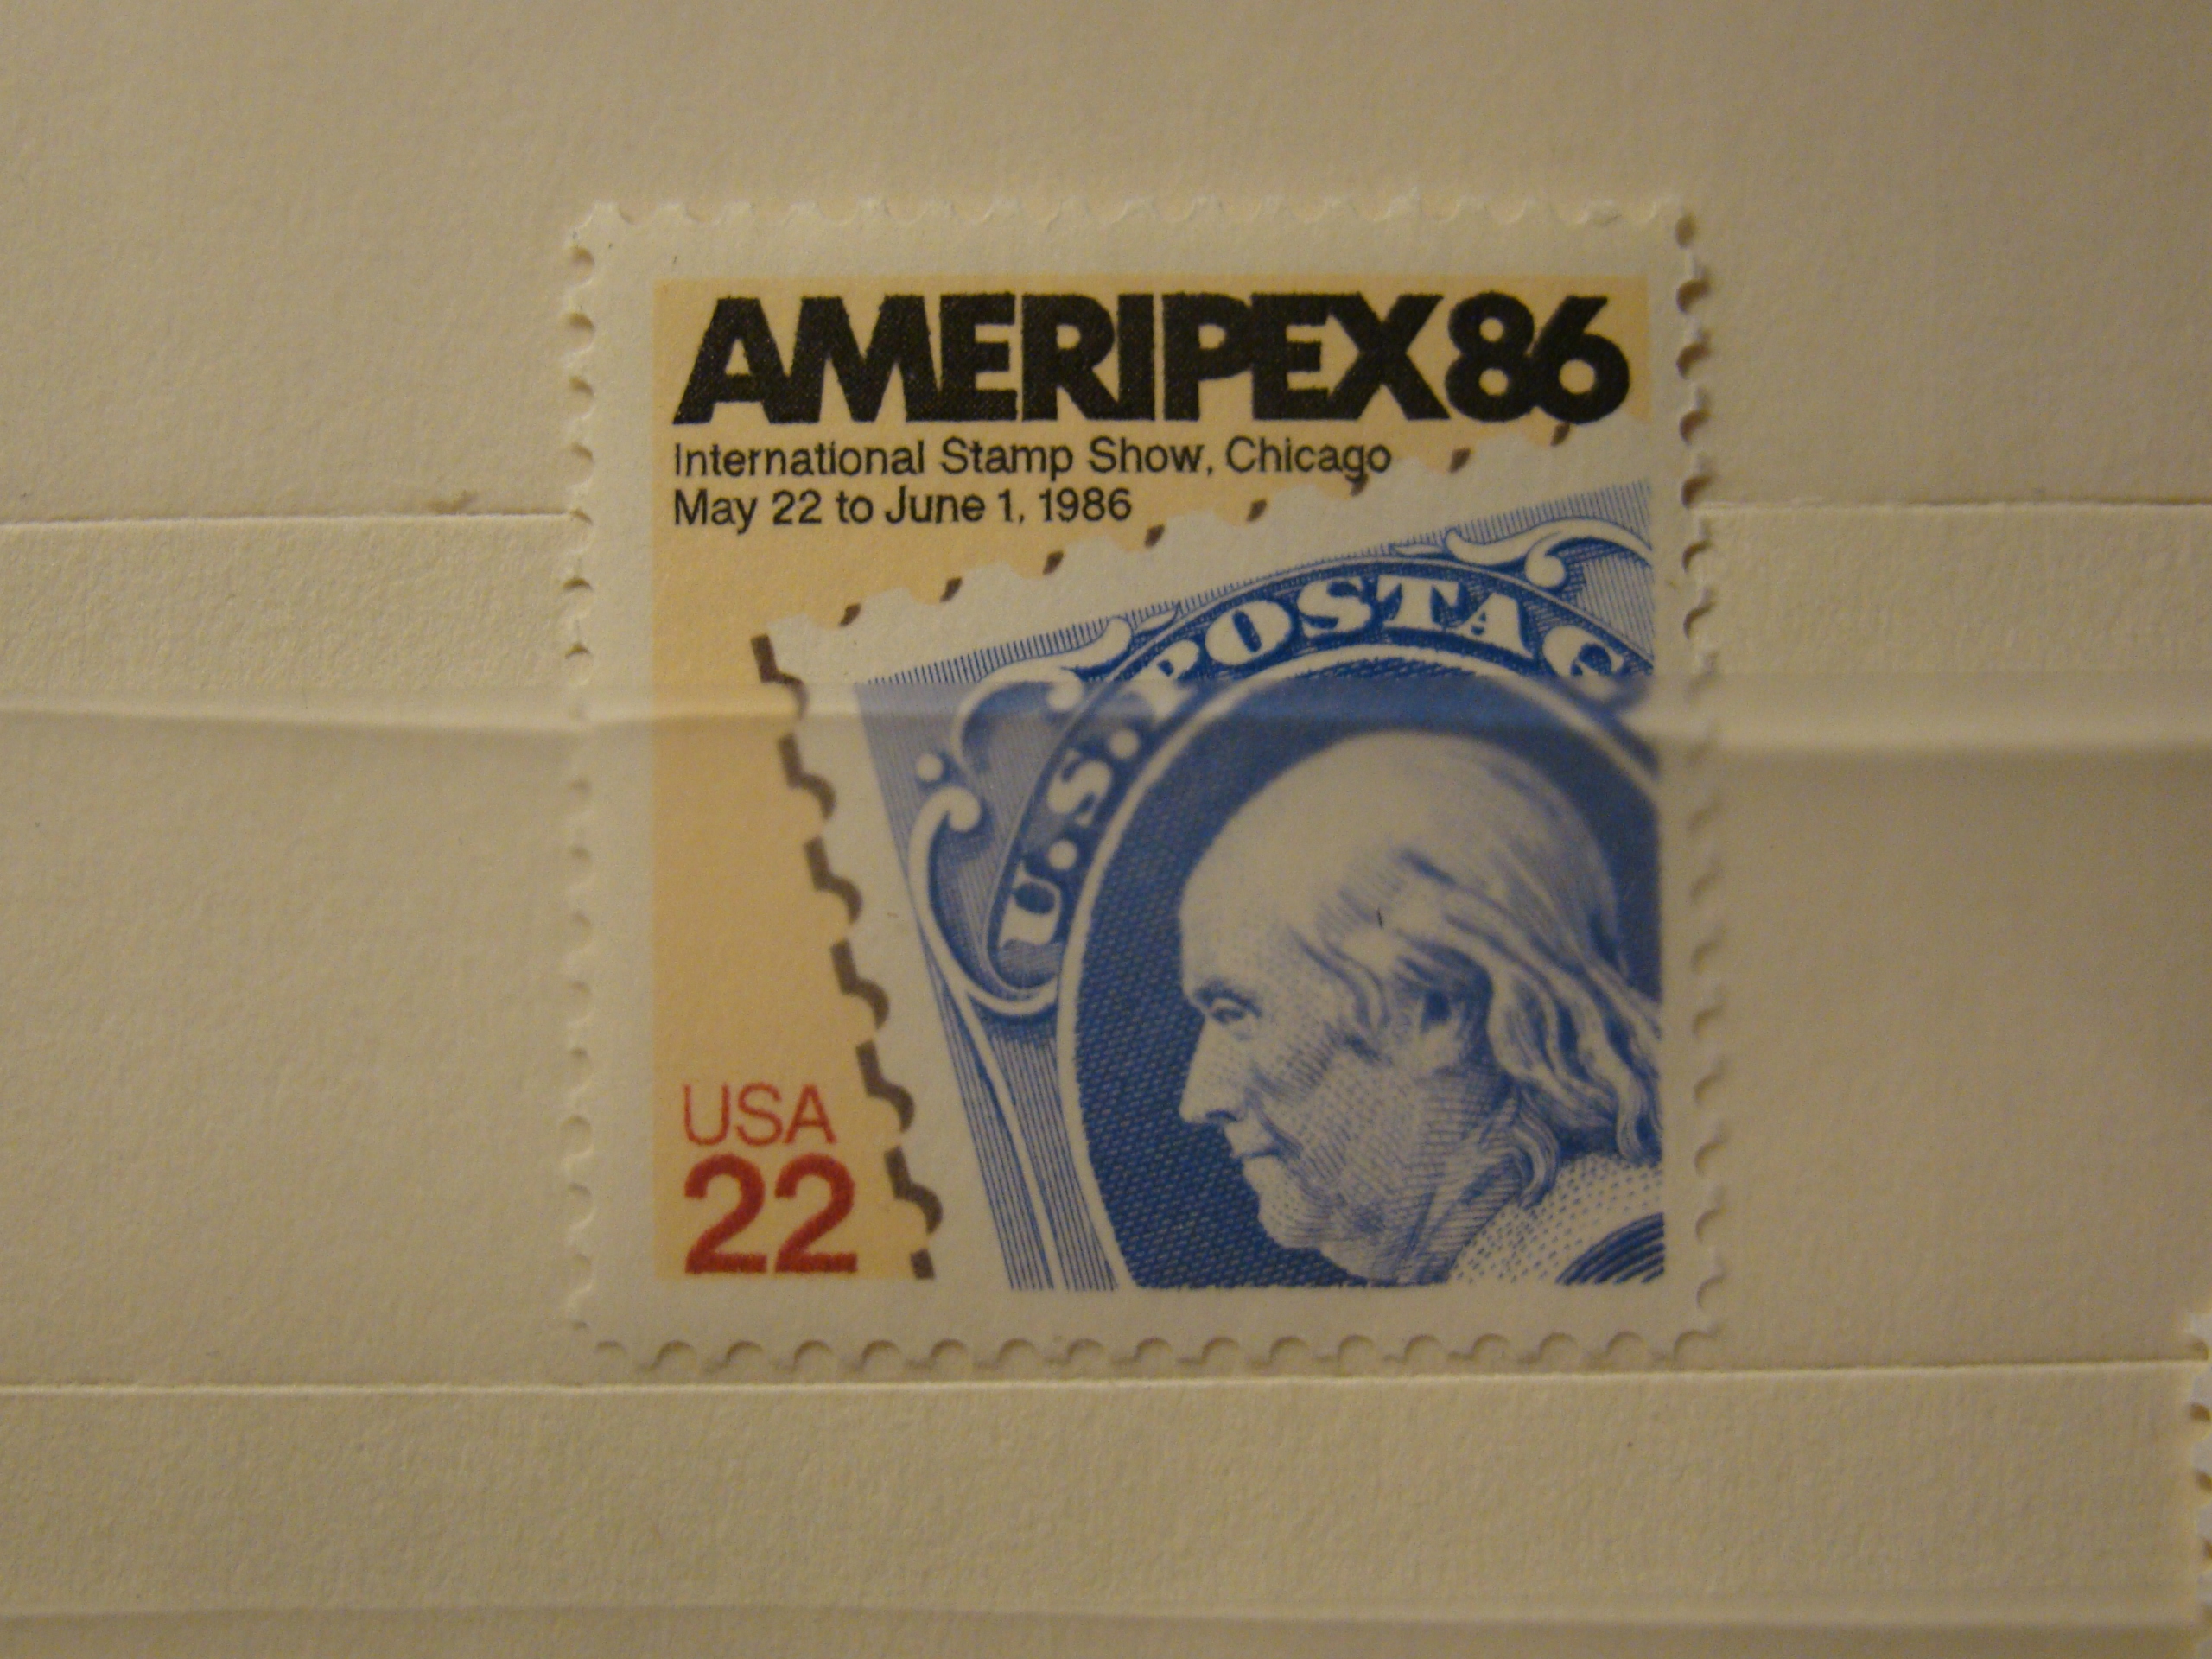 AMERIPEX86
International Stamp Show, Chicago
May 22 to June 1, 1986
U.S. POSTAG
USA
22